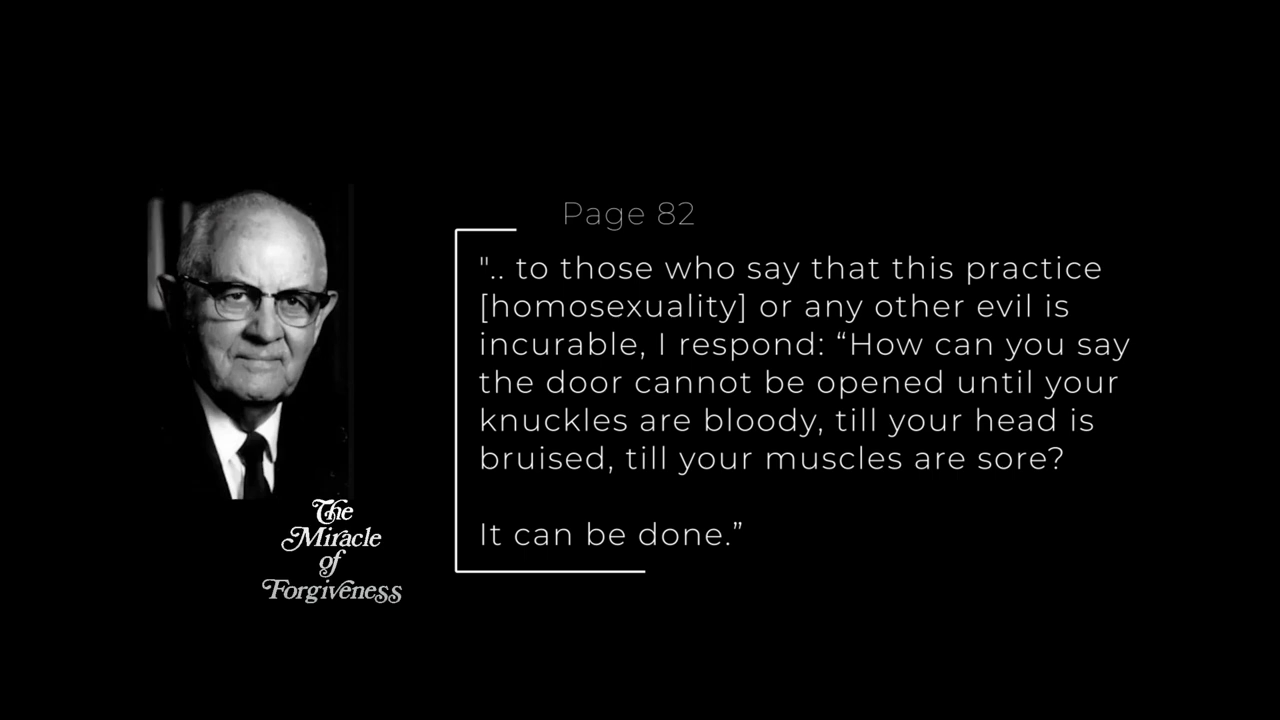 Page 82
".. to those who say that this practice
[homosexuality] or any other evil is
incurable, I respond: “How can you say
the door cannot be opened until your
knuckles are bloody, till your head is
bruised, till your muscles are sore?
It can be done.”
The
Miracle
of
Forgiveness